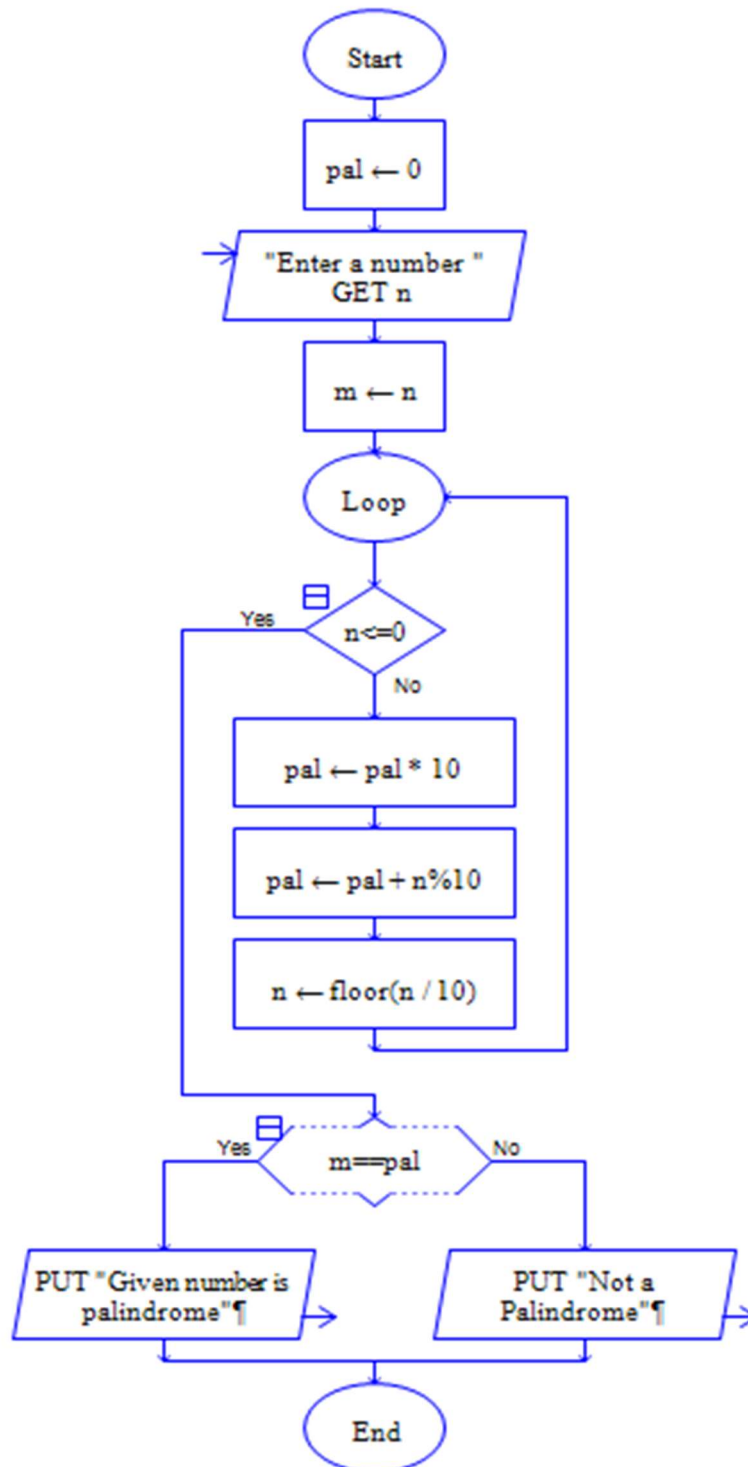 Start
pal ← 0
"Enter a number "
GET n
m ← n
Loop
Yes
n<=0
No
pal ← pal * 10
pal ← pal + n%10
n ← floor(n / 10)
Yes
m==pal
No
PUT "Given number is
palindrome"¶
PUT "Not a
Palindrome"¶
End